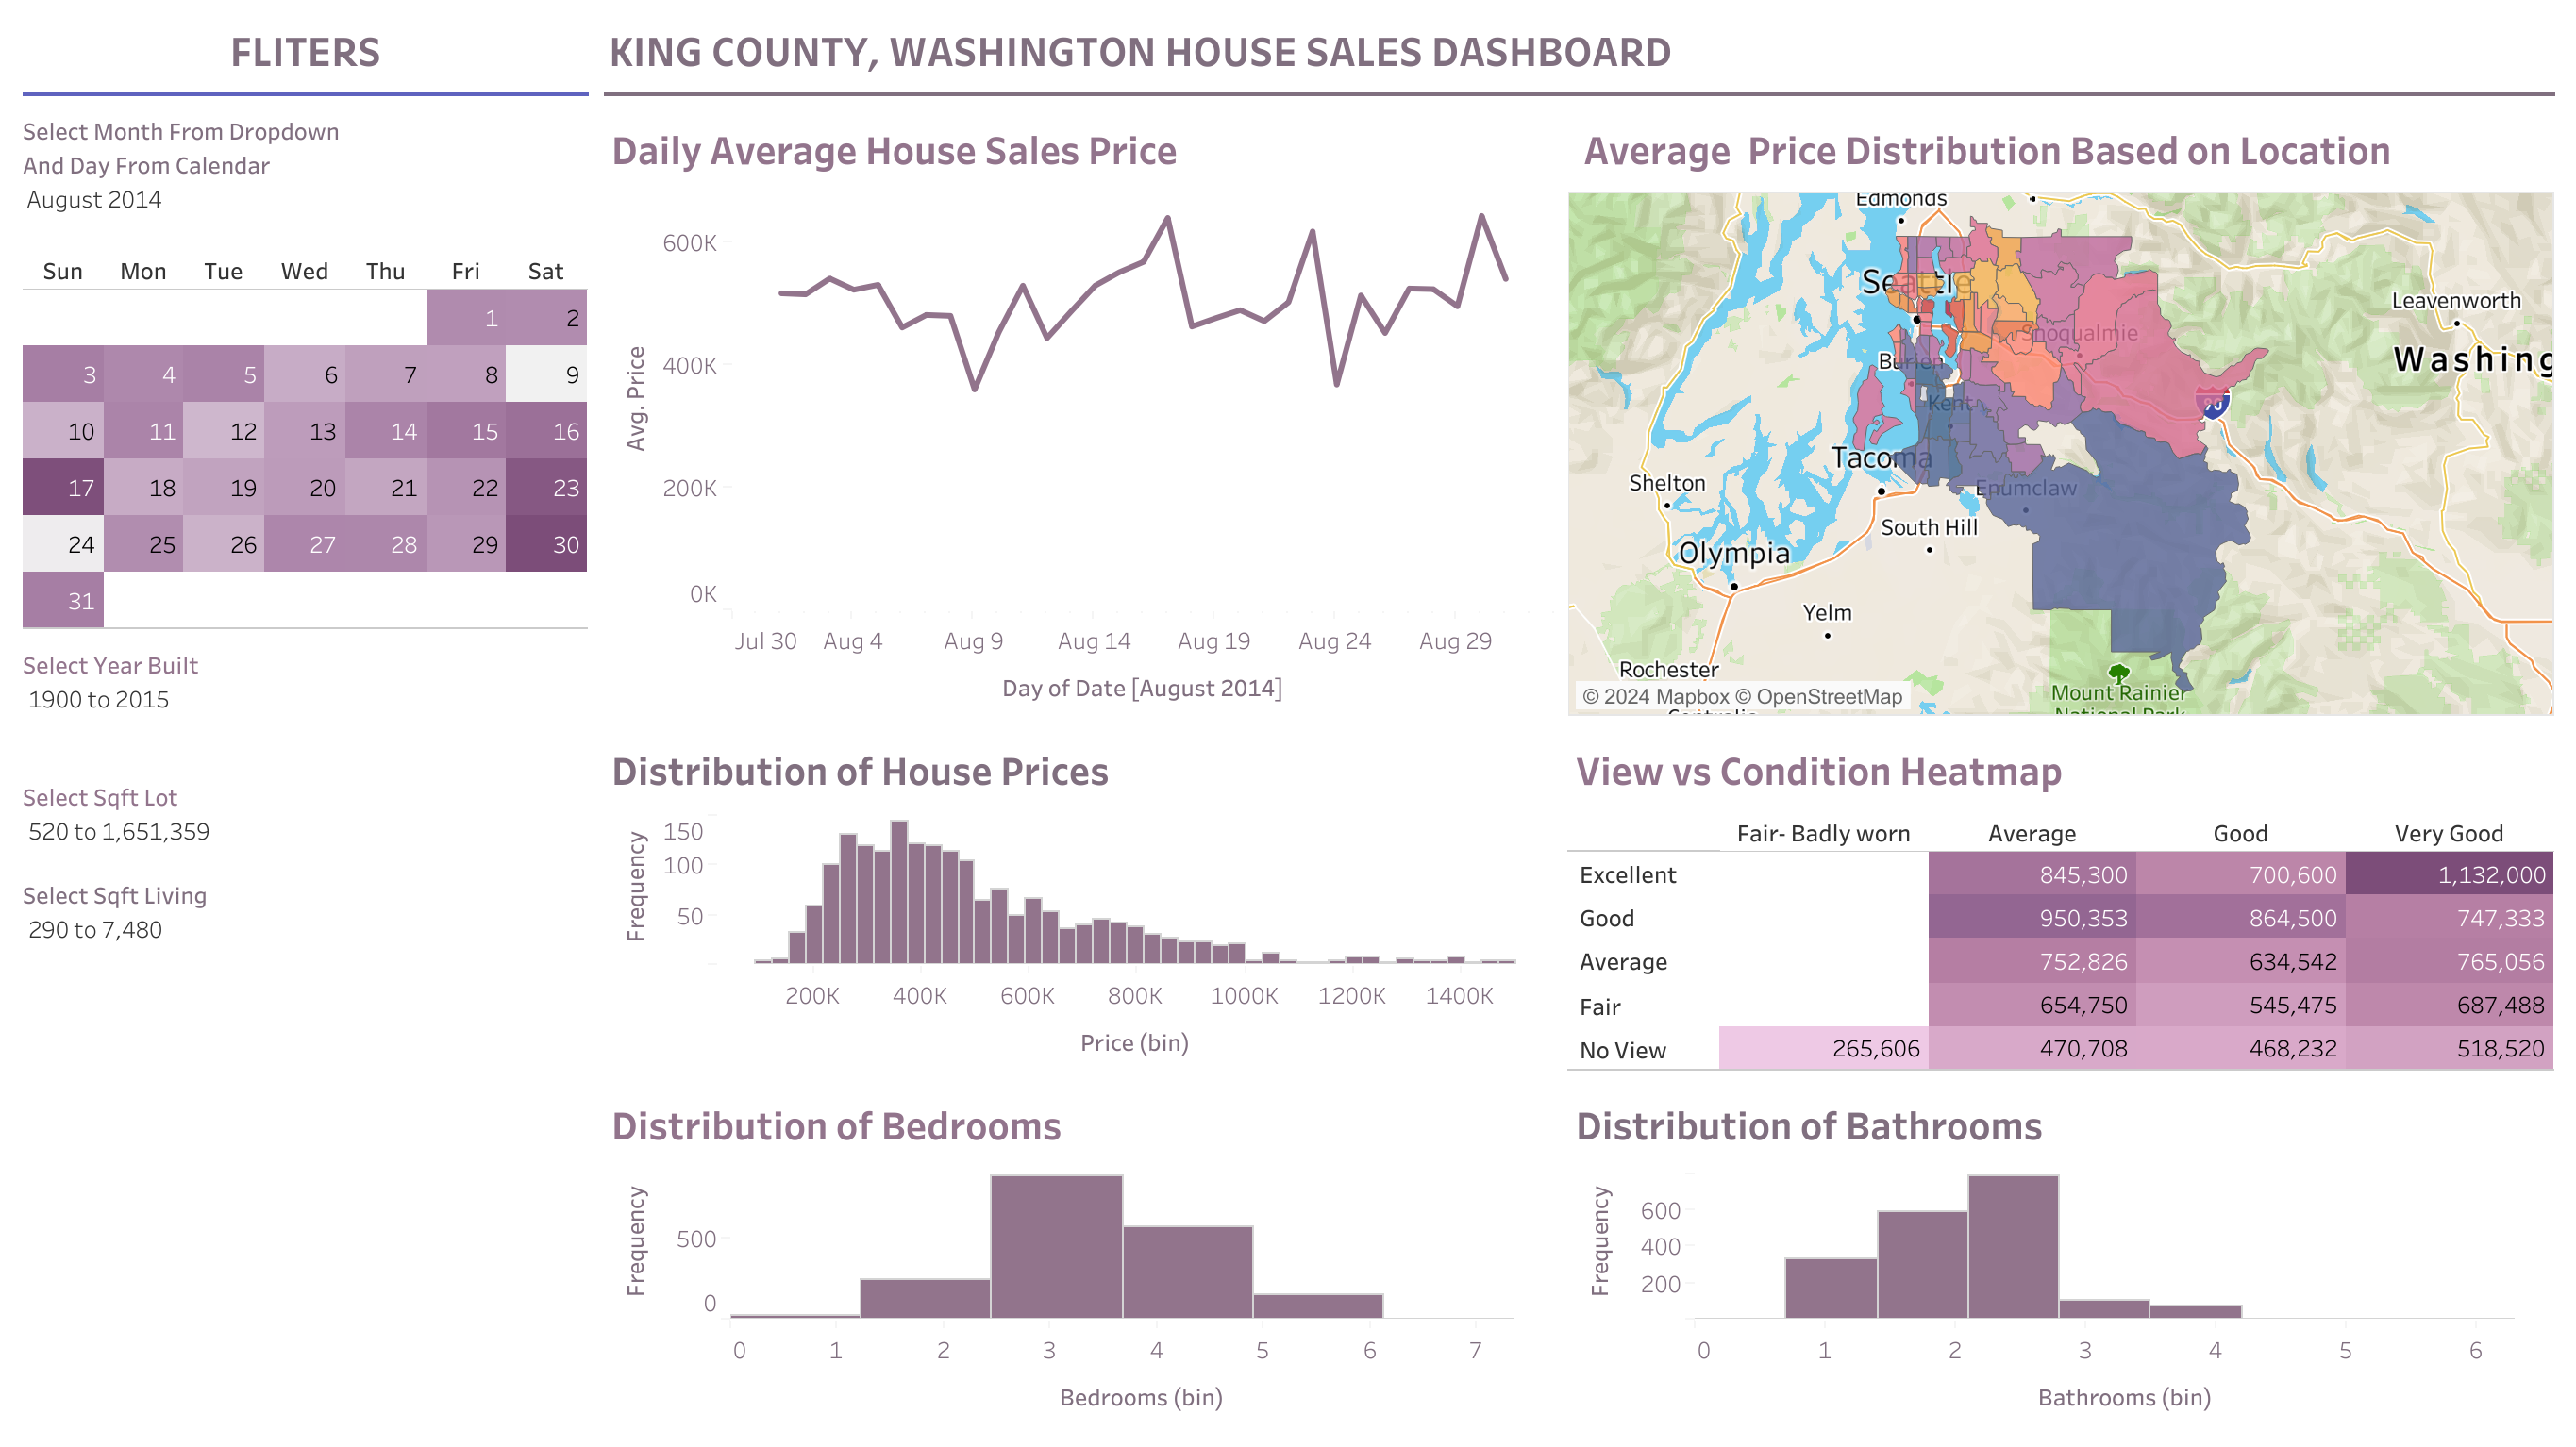 FLITERS
Select Month From Dropdown
And Day From Calendar
August 2014
Sun Mon Tue Wed Thu Fri Sat
1 2
3 4 5 6 7 8 9
10 11 12 13 14 15 16
17 18 19 20 21 22 23
24 25 26 27 28 29 30
31
Select Year Built
1900 to 2015
Select Sqft Lot
520 to 1,651,359
Select Sqft Living
290 to 7,480
KING COUNTY, WASHINGTON HOUSE SALES DASHBOARD
Daily Average House Sales Price
Avg. Price
600K
400K
200K
0K
Jul 30 Aug 4 Aug 9 Aug 14 Aug 19 Aug 24 Aug 29
Day of Date [August 2014]
Average Price Distribution Based on Location
Edmonds
Seattle
Leavenworth
Snoqualmie
Washing
Burien
90
Kent
Tacoma
Shelton
Enumclaw
South Hill
Olympia
Yelm
Rochester
Mount Rainier
National Park
© 2024 Mapbox © OpenStreetMap
Centralia
Distribution of House Prices
Frequency
150
100
50
200K 400K 600K 800K 1000K 1200K 1400K
Price (bin)
View vs Condition Heatmap
Fair- Badly worn Average Good Very Good
Excellent 845,300 700,600 1,132,000
Good 950,353 864,500 747,333
Average 752,826 634,542 765,056
Fair 654,750 545,475 687,488
No View 265,606 470,708 468,232 518,520
Distribution of Bedrooms
Frequency
500
0
0 1 2 3 4 5 6 7
Bedrooms (bin)
Distribution of Bathrooms
Frequency
600
400
200
0 1 2 3 4 5 6
Bathrooms (bin)